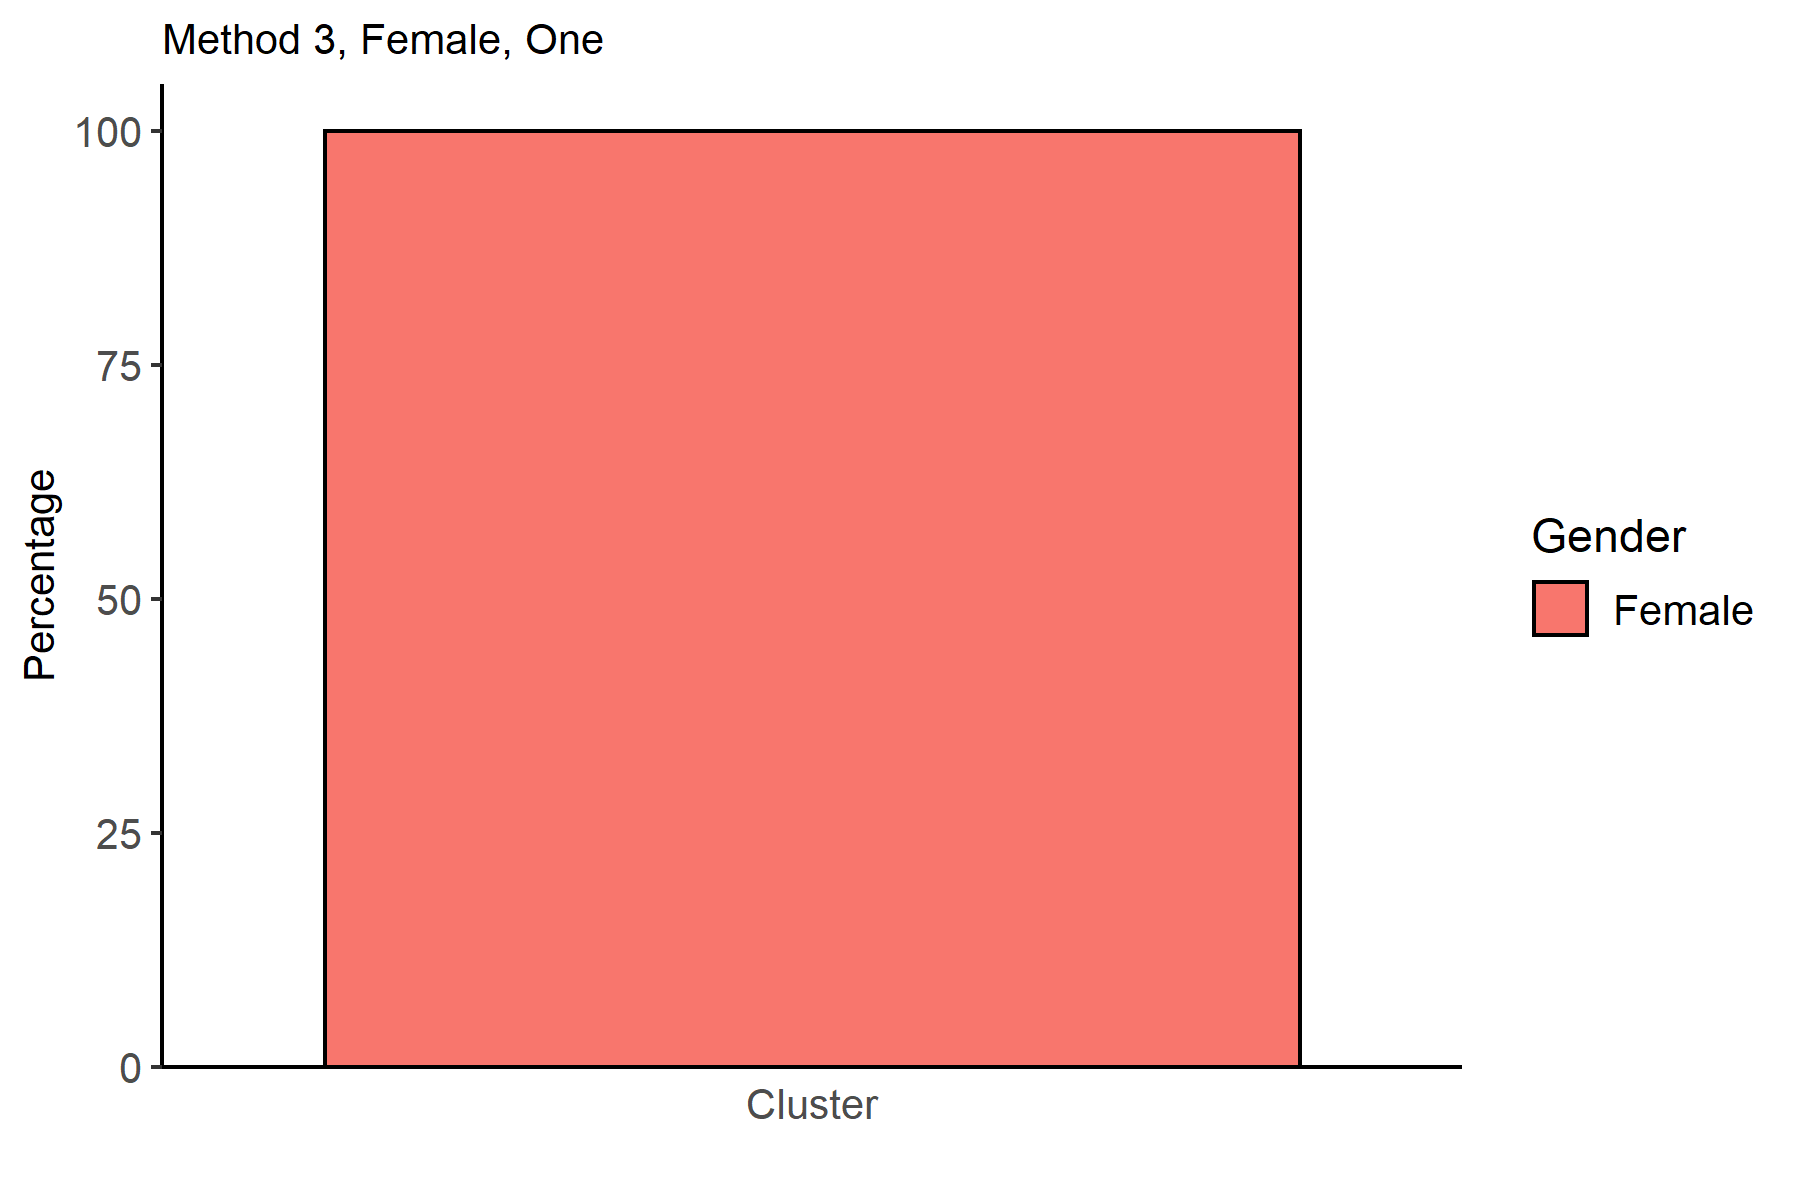 Method 3, Female, One
100
75
50
25
0
Percentage
Cluster
Gender
Female